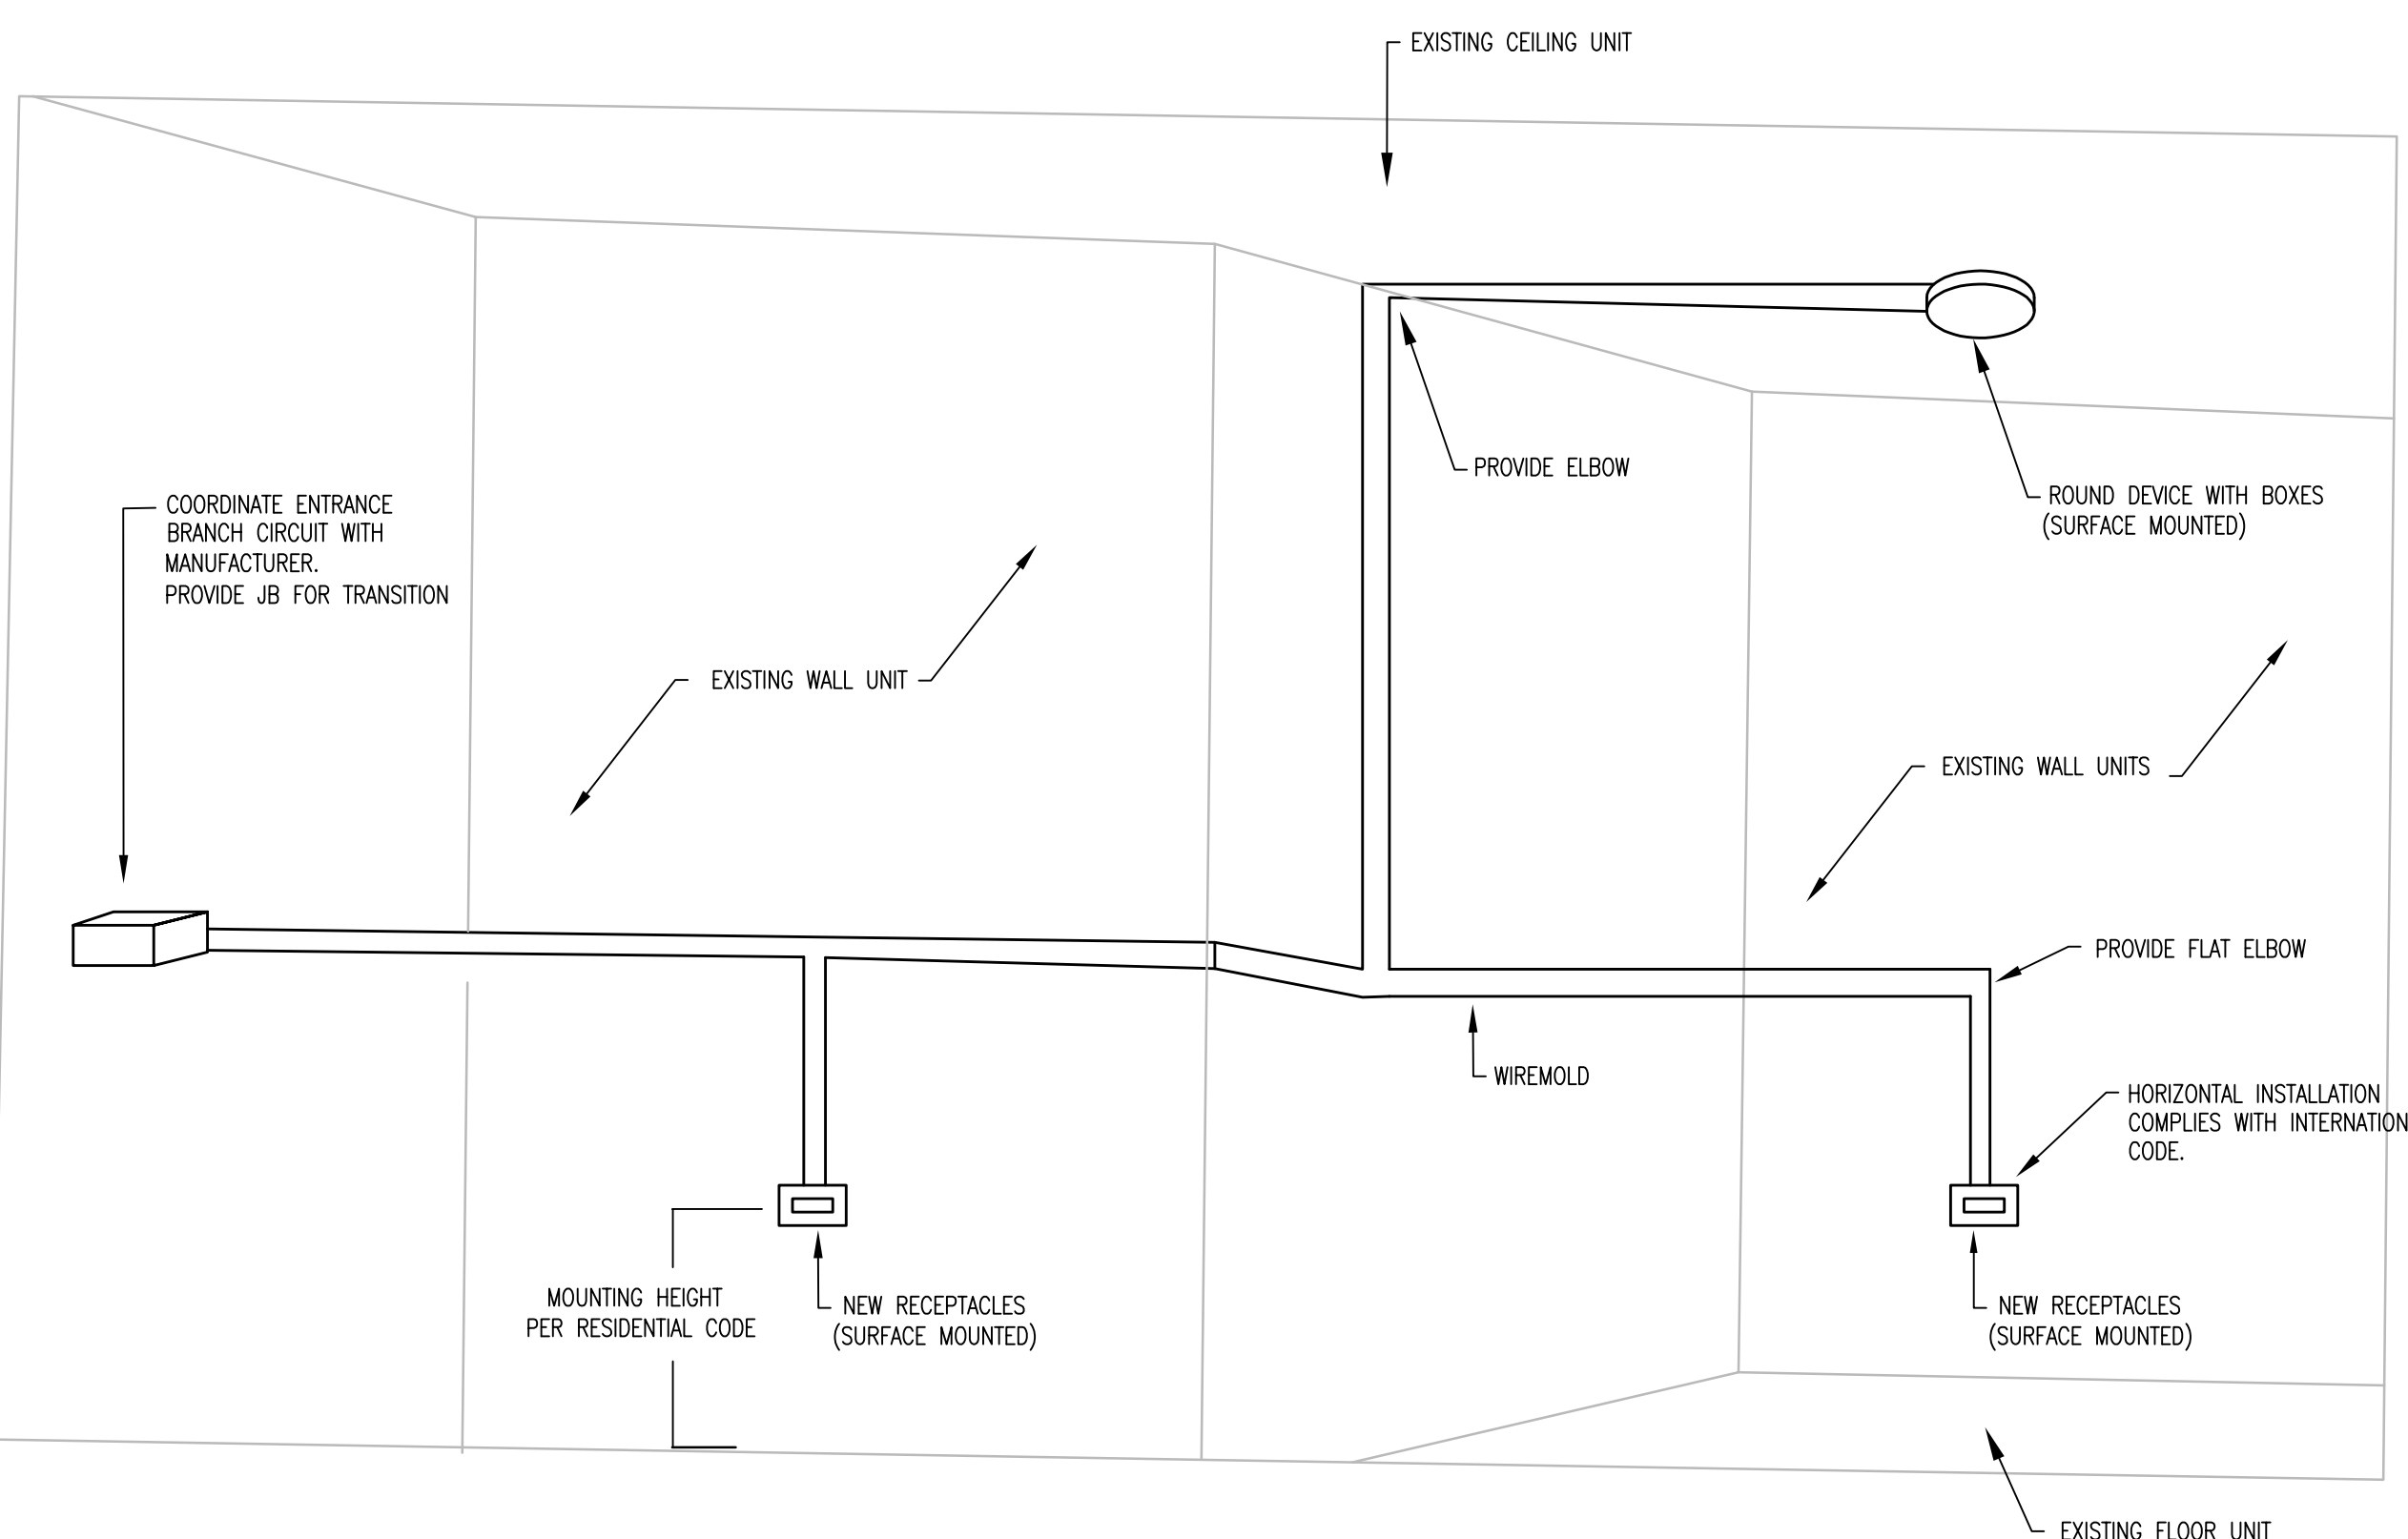 EXISTING CEILING UNIT
PROVIDE ELBOW
ROUND DEVICE WITH BOXES
(SURFACE MOUNTED)
COORDINATE ENTRANCE
BRANCH CIRCUIT WITH
MANUFACTURER.
PROVIDE JB FOR TRANSITION
EXISTING WALL UNIT
EXISTING WALL UNITS
PROVIDE FLAT ELBOW
WIREMOLD
HORIZONTAL INSTALLATION
COMPLIES WITH INTERNATION
CODE.
MOUNTING HEIGHT
PER RESIDENTIAL CODE
NEW RECEPTACLES
(SURFACE MOUNTED)
NEW RECEPTACLES
(SURFACE MOUNTED)
EXISTING FLOOR UNIT